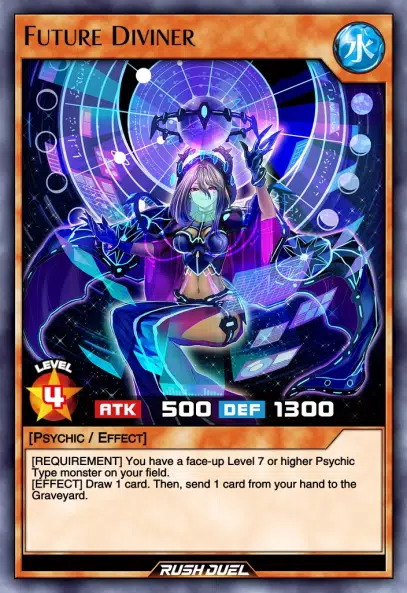 Future Diviner
水
LEVEL
4
ATK 500 DEF 1300
[Psychic / Effect]
[REQUIREMENT] You have a face-up Level 7 or higher Psychic
Type monster on your field.
[EFFECT] Draw 1 card. Then, send 1 card from your hand to the
Graveyard.
RUSH DUEL